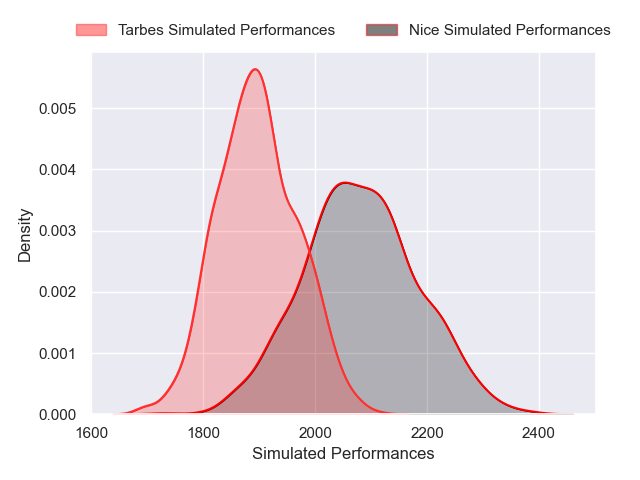 Tarbes Simulated Performances Nice Simulated Performances
0.005
0.004
0.003
0.002
0.001
0.000
Density
1600 1800 2000 2200 2400
Simulated Performances